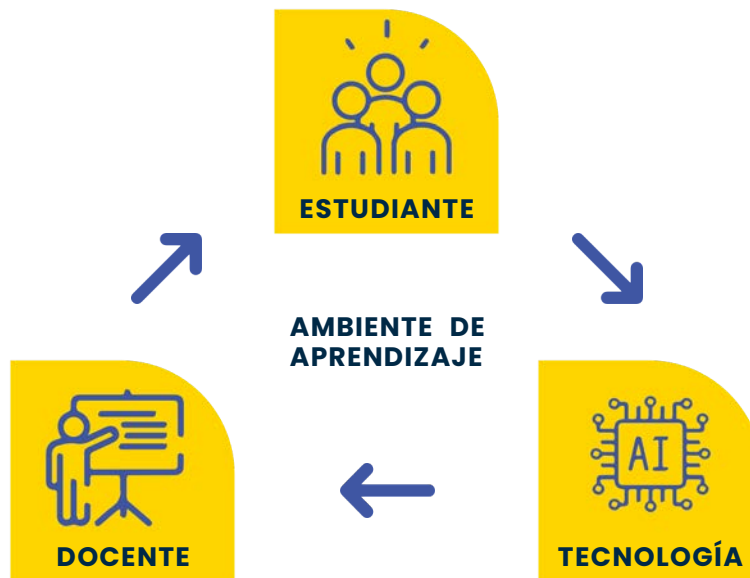 ESTUDIANTE
AMBIENTE DE
APRENDIZAJE
AI
DOCENTE
TECNOLOGÍA